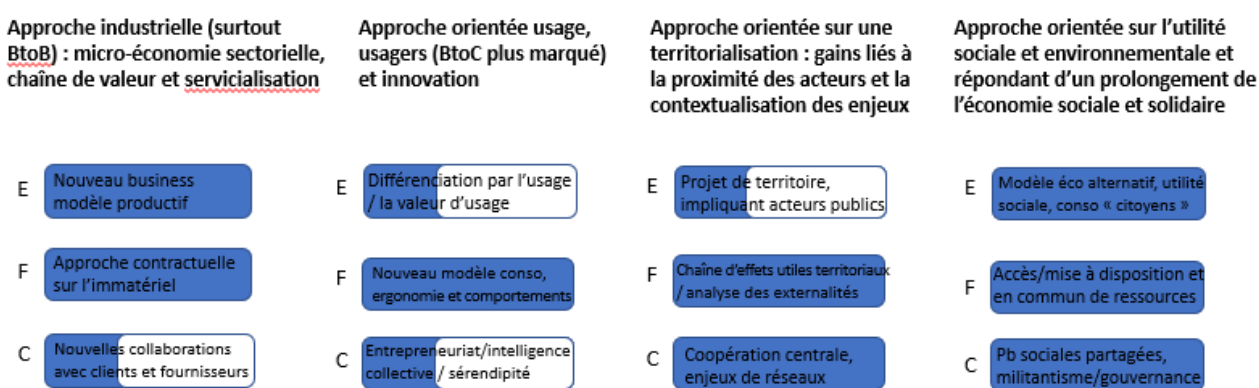 Approche industrielle (surtout
BtoB) : micro-économie sectorielle,
chaîne de valeur et servicialisation
E
Nouveau business
modèle productif
F
Approche contractuelle
sur l'immatériel
C
Nouvelles collaborations
avec clients et fournisseurs
Approche orientée usage,
usagers (BtoC plus marqué)
et innovation
E
Différenciation par l'usage
/ la valeur d'usage
F
Nouveau modèle conso,
ergonomie et comportements
C
Entrepreneuriat/intelligence
collective / sérendipité
Approche orientée sur une
territorialisation : gains liés à
la proximité des acteurs et la
contextualisation des enjeux
E
Projet de territoire,
impliquant acteurs publics
F
Chaîne d'effets utiles territoriaux
/ analyse des externalités
C
Coopération centrale,
enjeux de réseaux
Approche orientée sur l'utilité
sociale et environnementale et
répondant d'un prolongement de
l'économie sociale et solidaire
E
Modèle éco alternatif, utilité
sociale, conso « citoyens »
F
Accès/mise à disposition et
en commun de ressources
C
Pb sociales partagées,
militantisme/gouvernance